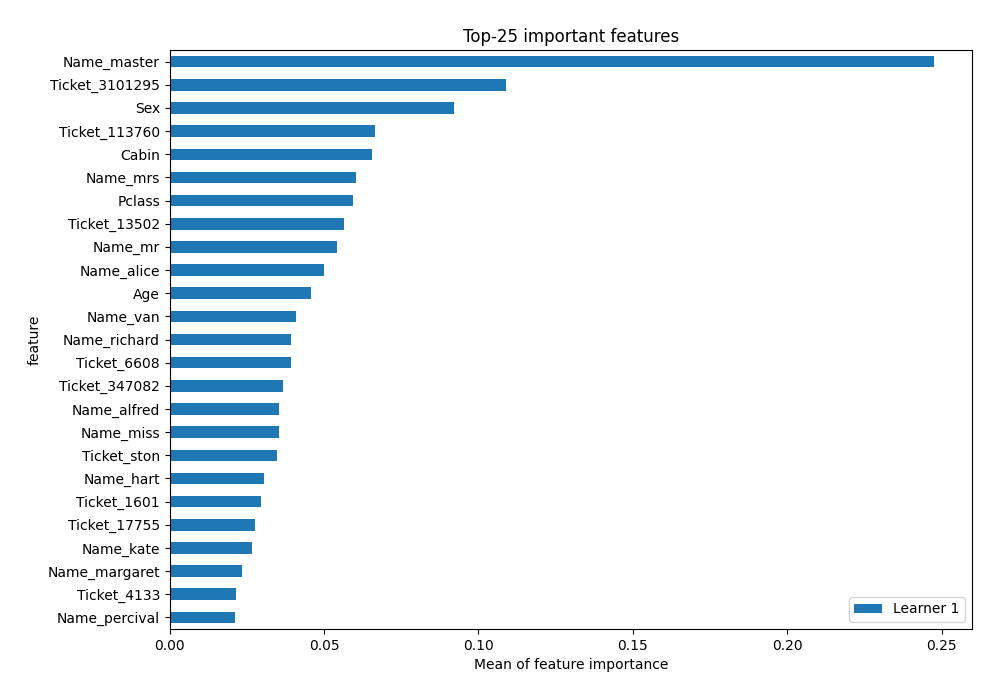 Top-25 important features
Name_master
Ticket_3101295
Sex
Ticket_113760
Cabin
Name_mrs
Pclass
Ticket_13502
Name_mr
Name_alice
Age
Name_van
Name_richard
Ticket_6608
Ticket_347082
Name_alfred
Name_miss
Ticket_ston
Name_hart
Ticket_1601
Ticket_17755
Name_kate
Name_margaret
Ticket_4133
Name_percival
feature
Learner 1
0.00 0.05 0.10 0.15 0.20 0.25
Mean of feature importance